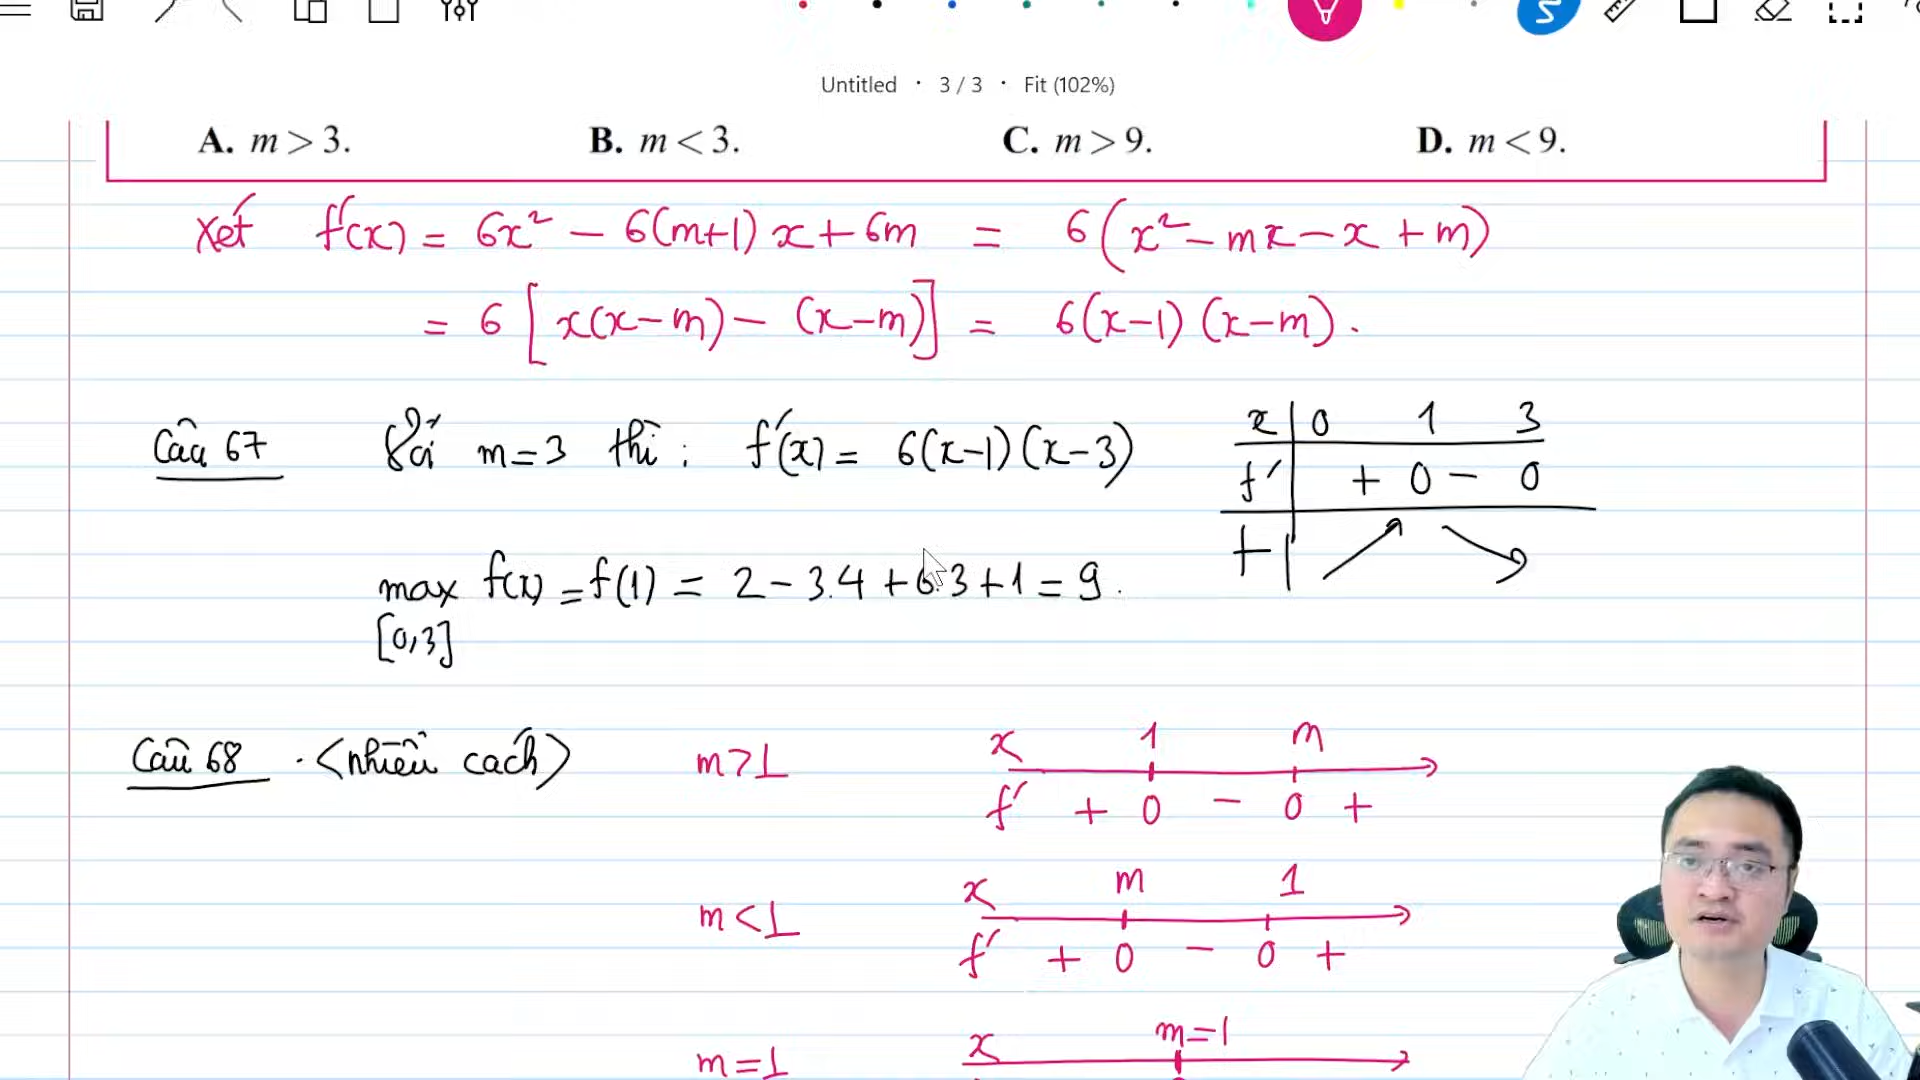 Untitled · 3 / 3 · Fit (102%)
A. m > 3. B. m < 3. C. m > 9. D. m < 9.
Xét f'(x) = 6x² - 6(m+1)x + 6m = 6(x² - mx - x + m)
= 6[x(x-m) - (x-m)] = 6(x-1)(x-m).
Câu 67 Với m=3 thì: f'(x) = 6(x-1)(x-3)
x 0 1 3
f' + 0 - 0
f
max f(x) = f(1) = 2 - 3.4 + 6.3 + 1 = 9.
[0,3]
Câu 68 . <nhiều cách> m>1
x 1 m
f' + 0 - 0 +
m<1
x m 1
f' + 0 - 0 +
m=1
x m=1